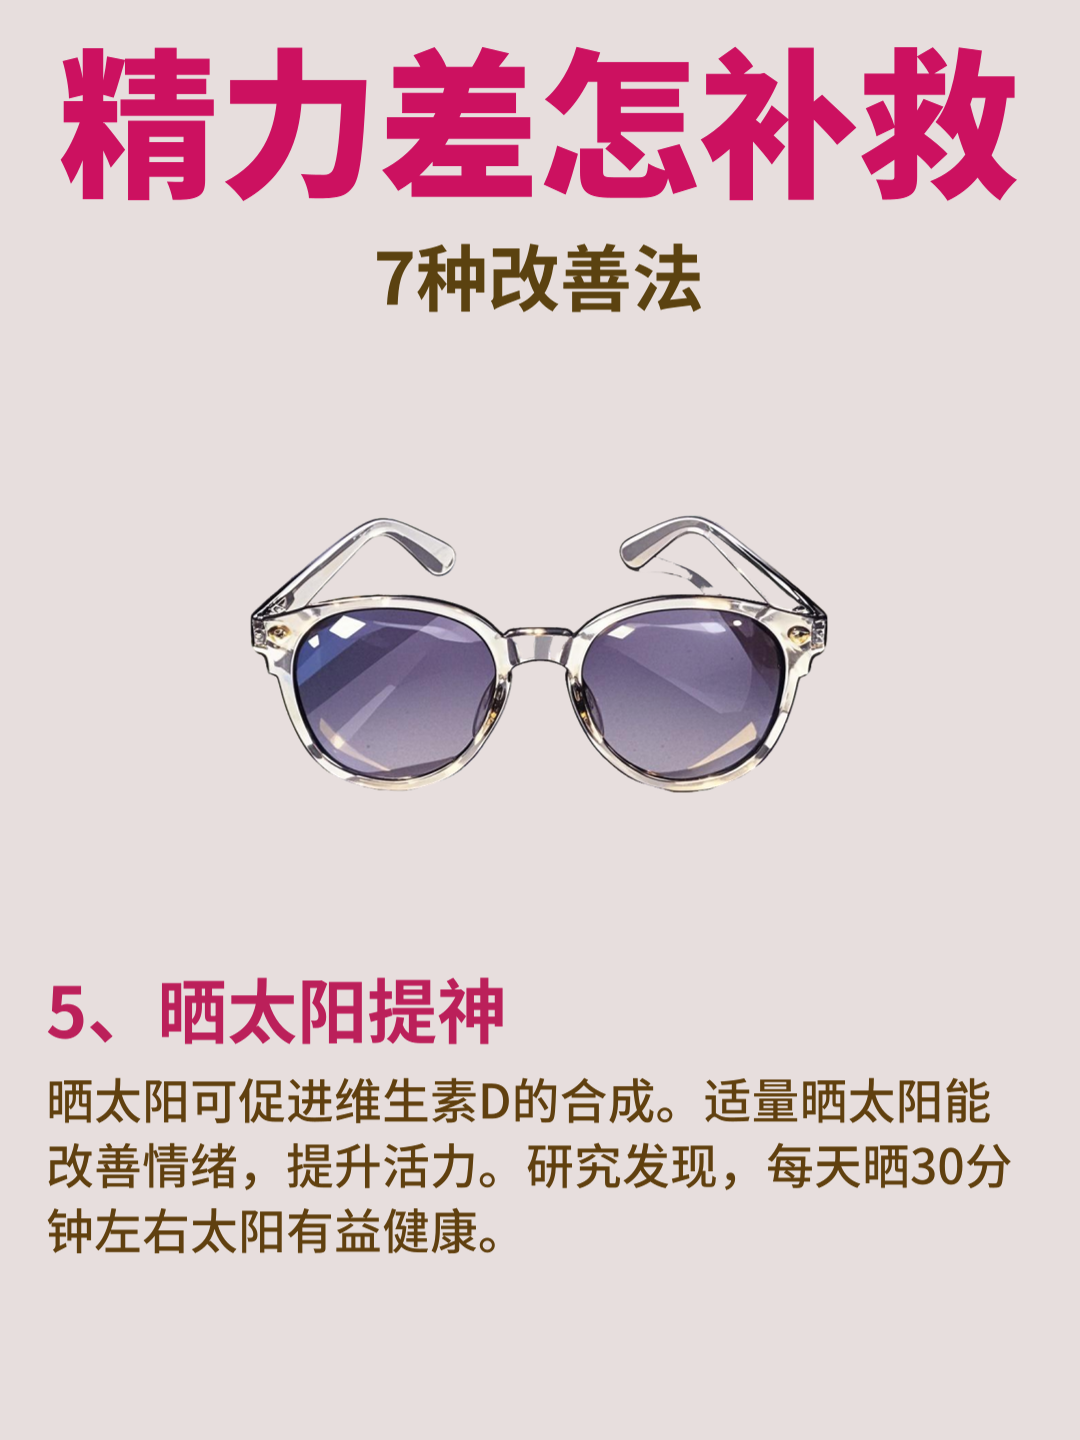 精力差怎补救
7种改善法
5、晒太阳提神
晒太阳可促进维生素D的合成。适量晒太阳能
改善情绪，提升活力。研究发现，每天晒30分
钟左右太阳有益健康。